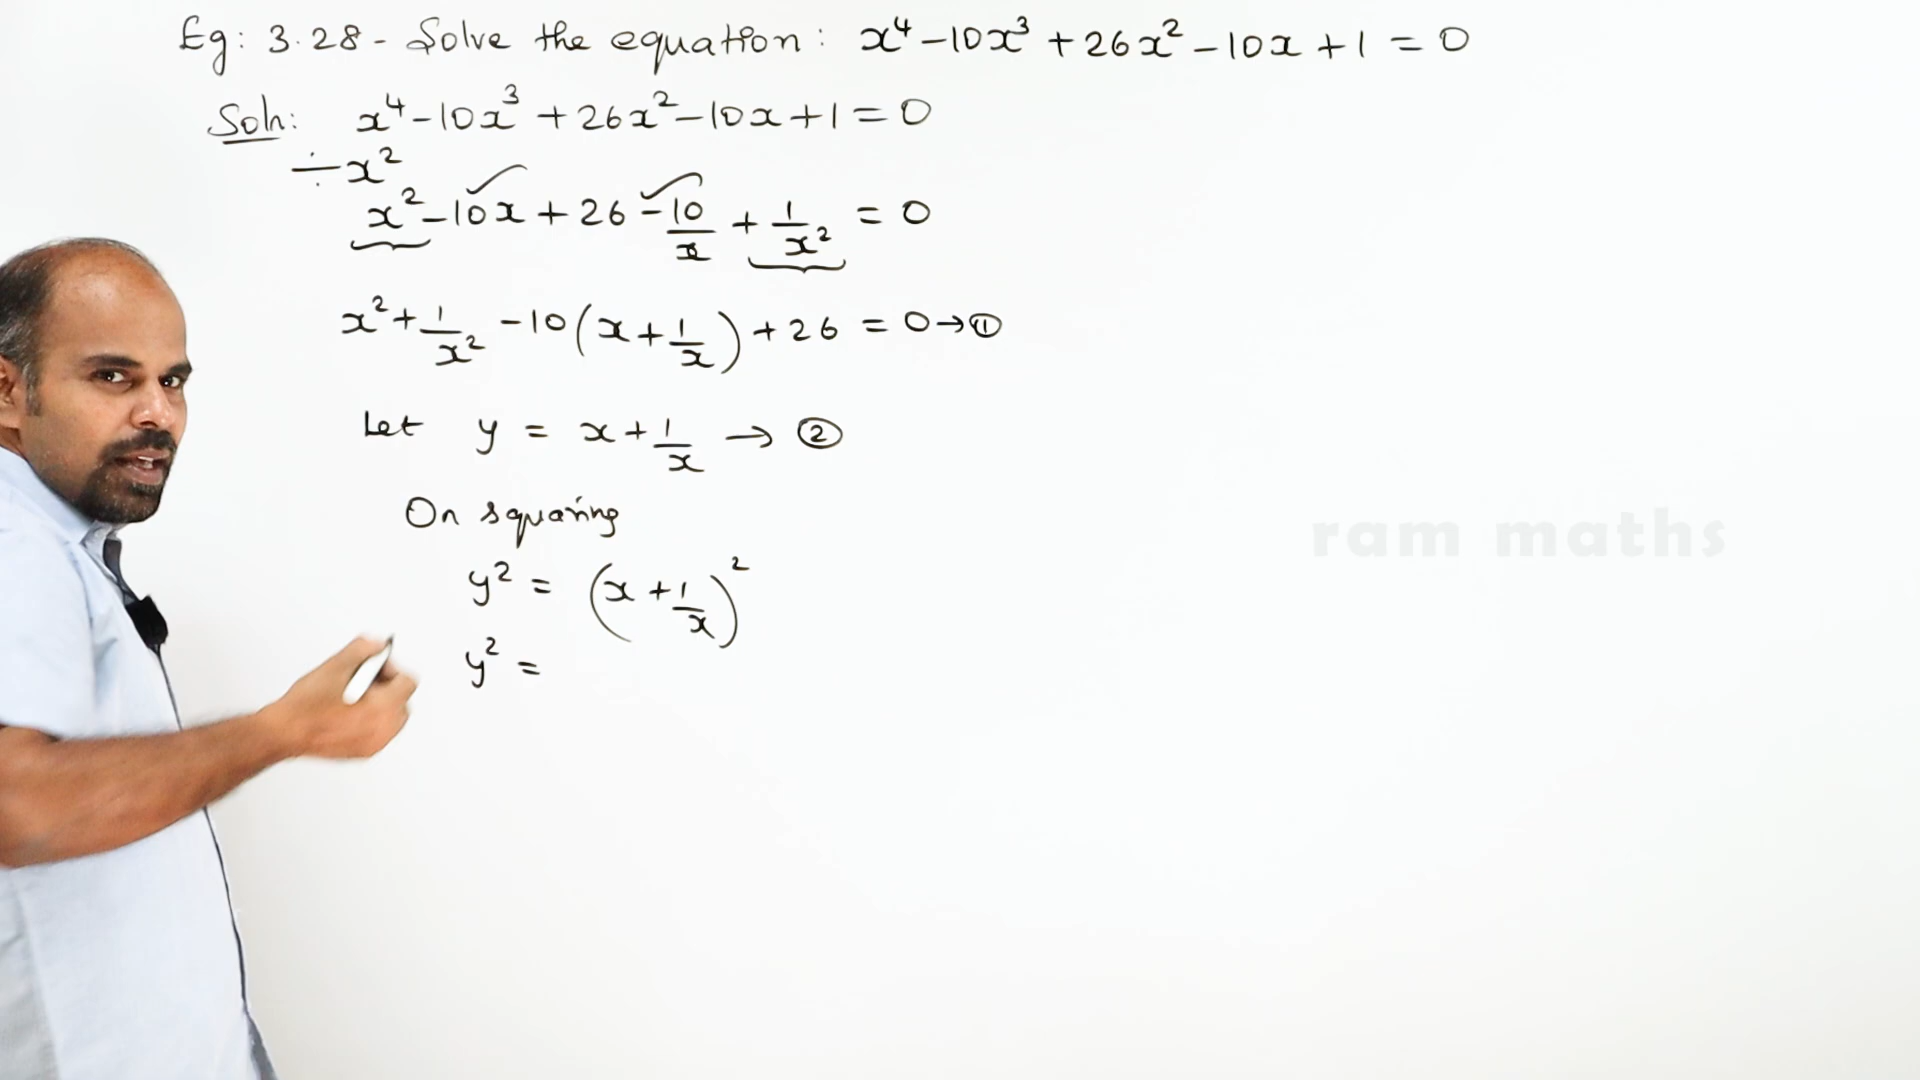 Eg: 3.28 - Solve the equation: x⁴ - 10x³ + 26x² - 10x + 1 = 0
Soln: x⁴ - 10x³ + 26x² - 10x + 1 = 0
÷ x²
x² - 10x + 26 - 10/x + 1/x² = 0
x² + 1/x² - 10(x + 1/x) + 26 = 0 → ①
Let y = x + 1/x → ②
On squaring
y² = (x + 1/x)²
y² =
ram maths